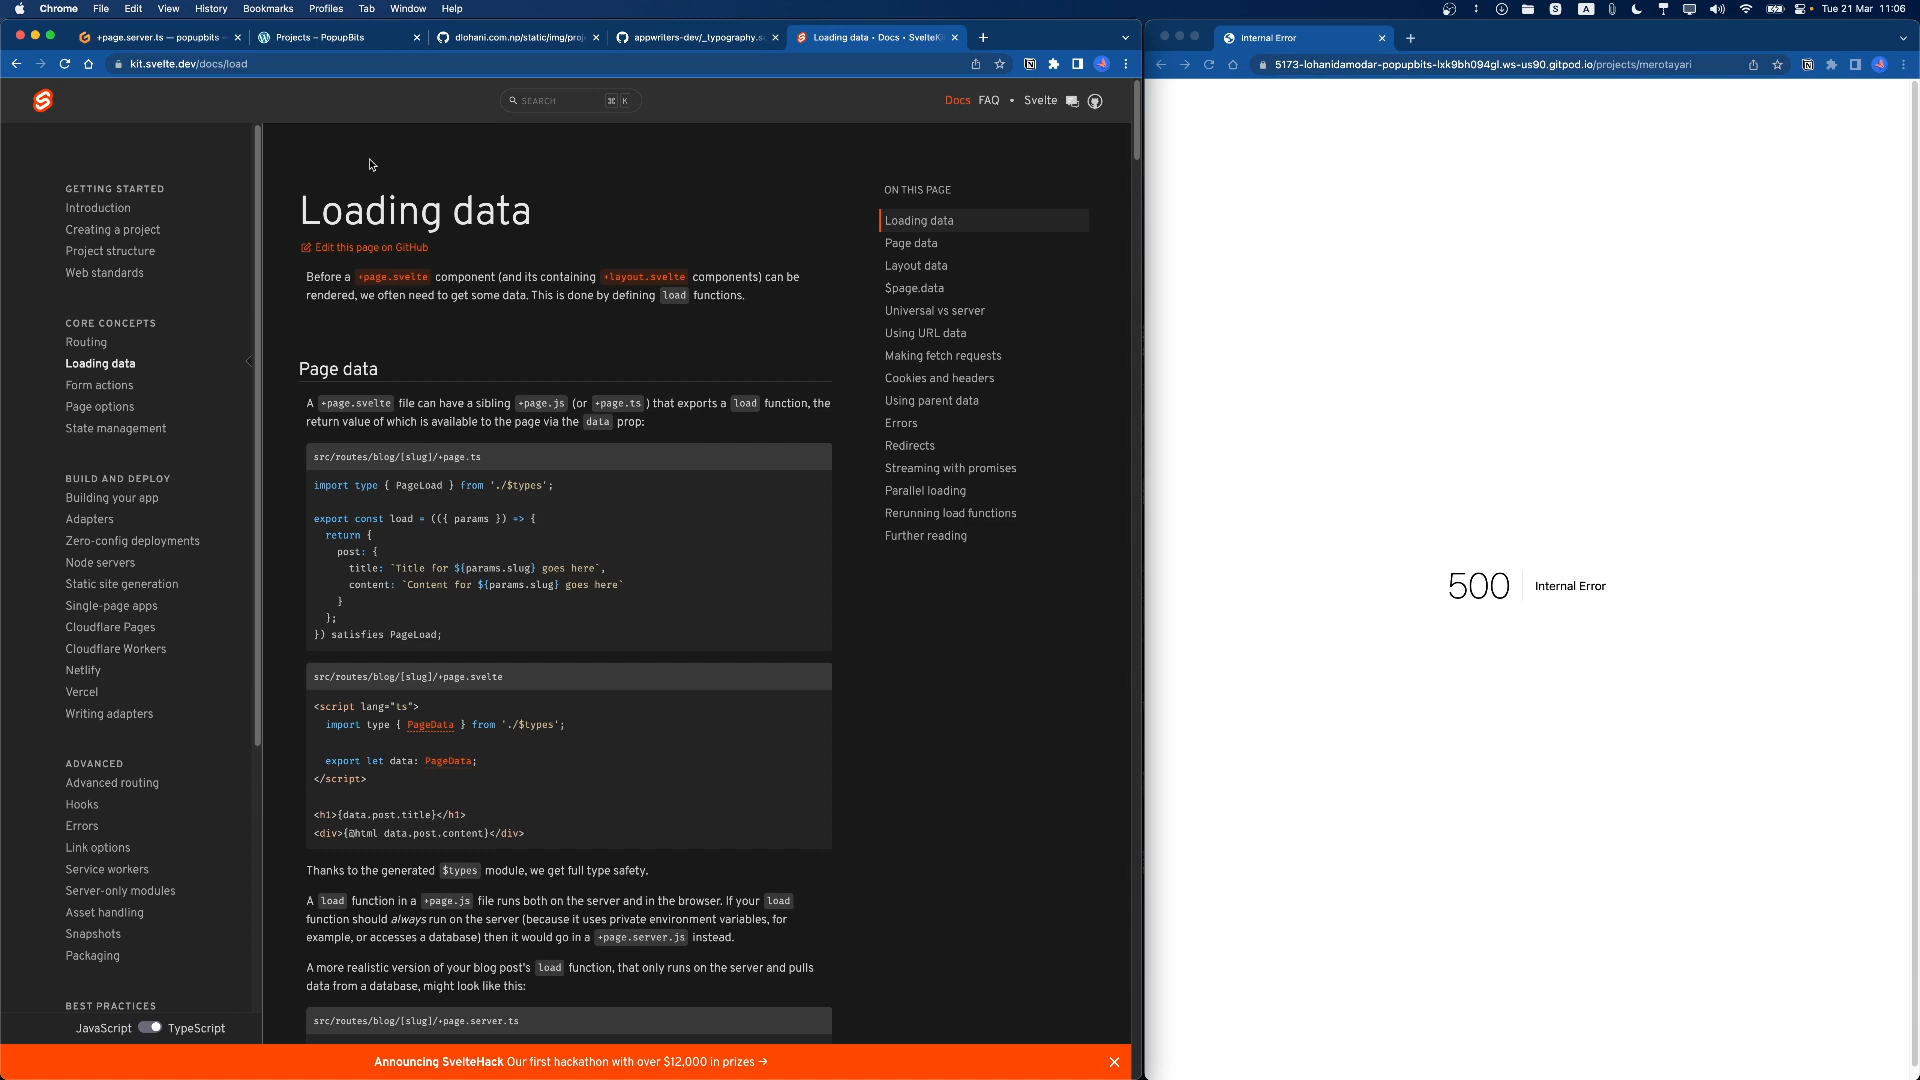 Chrome File Edit View History Bookmarks Profiles Tab Window Help
Tue 21 Mar 11:06
+page.server.ts — popupbits
Projects – PopupBits
dlohani.com.np/static/img/proj
appwriters-dev/_typography.s
Loading data • Docs • SvelteKi
kit.svelte.dev/docs/load
Internal Error
5173-lohanidamodar-popupbits-lxk9bh094gl.ws-us90.gitpod.io/projects/merotayari
SEARCH ⌘ K
Docs FAQ • Svelte
GETTING STARTED
Introduction
Creating a project
Project structure
Web standards
CORE CONCEPTS
Routing
Loading data
Form actions
Page options
State management
BUILD AND DEPLOY
Building your app
Adapters
Zero-config deployments
Node servers
Static site generation
Single-page apps
Cloudflare Pages
Cloudflare Workers
Netlify
Vercel
Writing adapters
ADVANCED
Advanced routing
Hooks
Errors
Link options
Service workers
Server-only modules
Asset handling
Snapshots
Packaging
BEST PRACTICES
JavaScript TypeScript
Loading data
Edit this page on GitHub
Before a +page.svelte component (and its containing +layout.svelte components) can be
rendered, we often need to get some data. This is done by defining load functions.
Page data
A +page.svelte file can have a sibling +page.js (or +page.ts) that exports a load function, the
return value of which is available to the page via the data prop:
src/routes/blog/[slug]/+page.ts
import type { PageLoad } from './$types';
export const load = (({ params }) => {
return {
post: {
title: `Title for ${params.slug} goes here`,
content: `Content for ${params.slug} goes here`
}
};
}) satisfies PageLoad;
src/routes/blog/[slug]/+page.svelte
<script lang="ts">
import type { PageData } from './$types';
export let data: PageData;
</script>
<h1>{data.post.title}</h1>
<div>{@html data.post.content}</div>
Thanks to the generated $types module, we get full type safety.
A load function in a +page.js file runs both on the server and in the browser. If your load
function should always run on the server (because it uses private environment variables, for
example, or accesses a database) then it would go in a +page.server.js instead.
A more realistic version of your blog post's load function, that only runs on the server and pulls
data from a database, might look like this:
src/routes/blog/[slug]/+page.server.ts
ON THIS PAGE
Loading data
Page data
Layout data
$page.data
Universal vs server
Using URL data
Making fetch requests
Cookies and headers
Using parent data
Errors
Redirects
Streaming with promises
Parallel loading
Rerunning load functions
Further reading
Announcing SvelteHack Our first hackathon with over $12,000 in prizes →
500 Internal Error